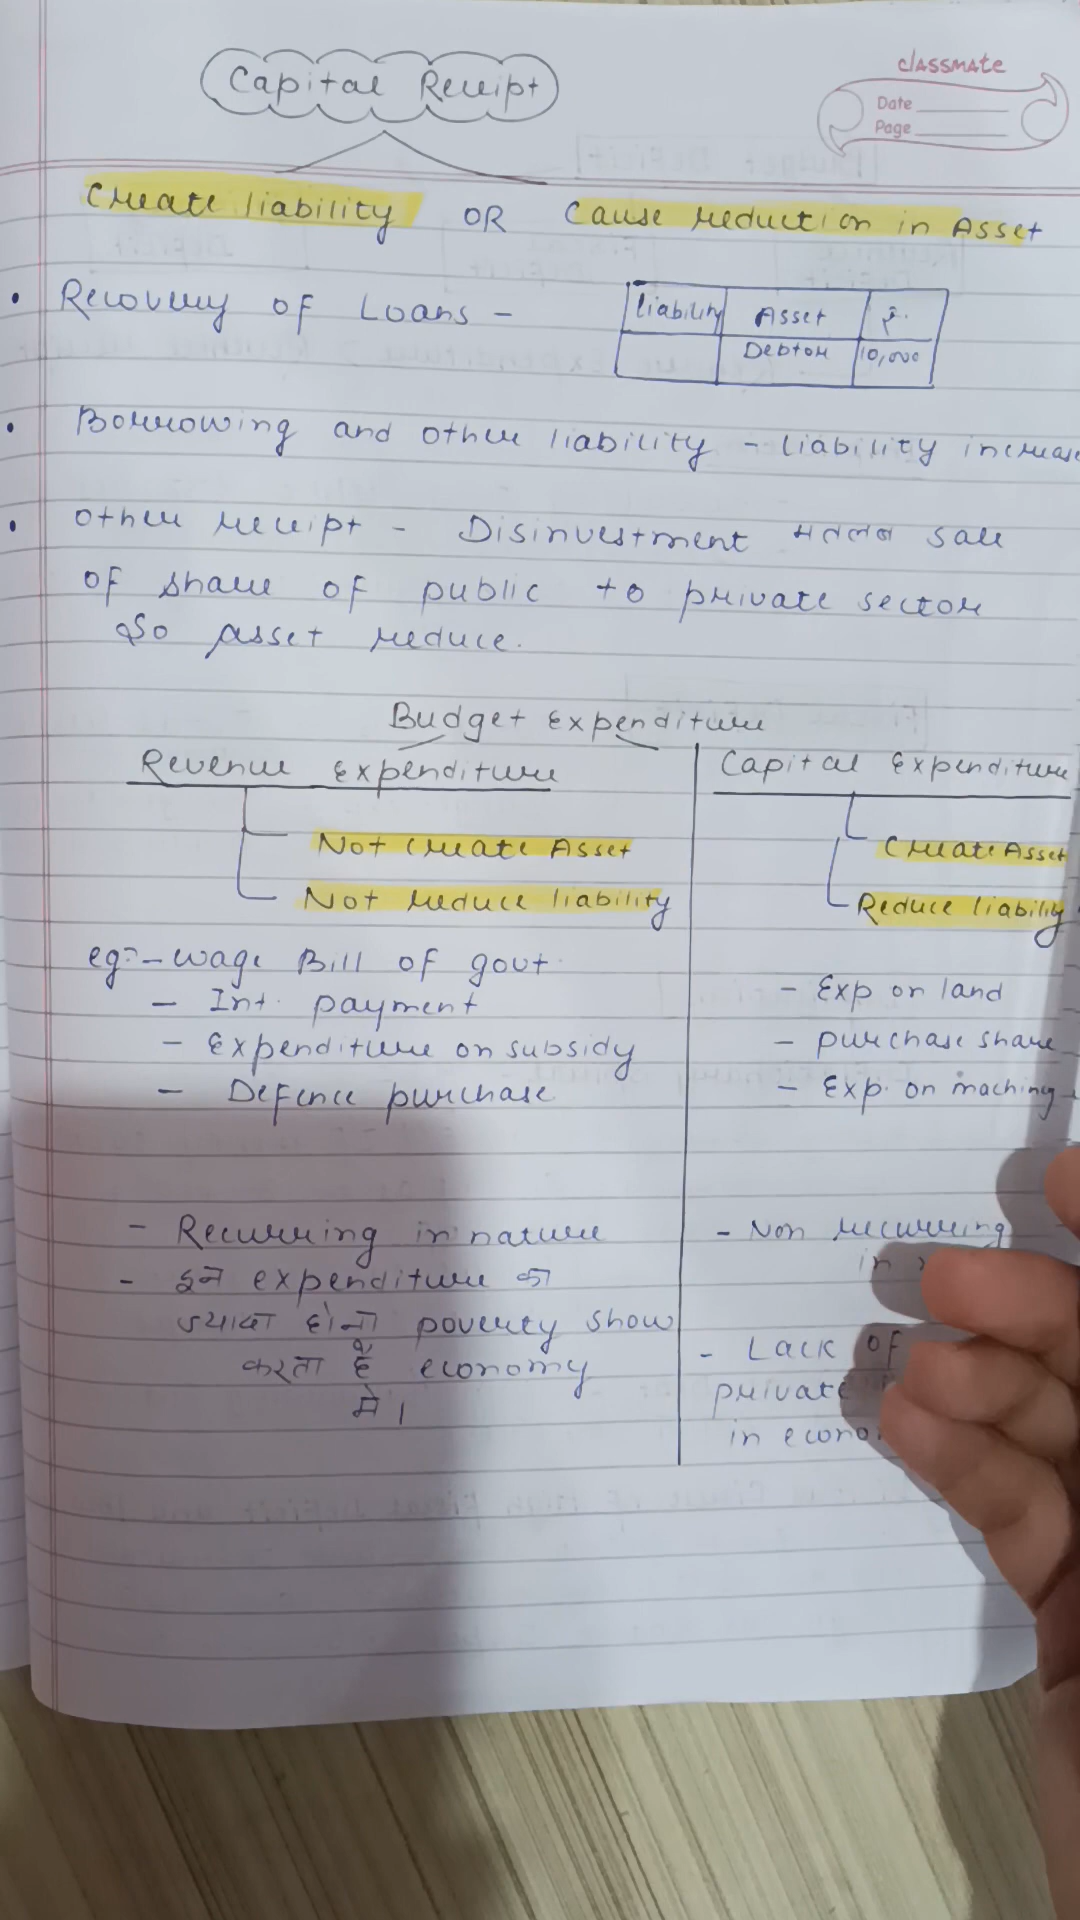 Capital Receipt
classmate
Date
Page
Create liability OR Cause reduction in Asset
• Recovery of Loans -
liability Asset ₹
Debtor 10,000
• Borrowing and other liability - liability increase
• other receipt - Disinvestment मतलब sale
of share of public to private sector
So asset reduce.
Budget Expenditure
Revenue Expenditure
Capital Expenditure
Not create Asset
Not reduce liability
Create Asset
Reduce liability
eg:- wage Bill of govt.
- Int. payment
- Expenditure on subsidy
- Defence purchase
- Exp on land
- purchase share
- Exp. on maching
- Recurring in nature
- इन expenditure का
ज्यादा होना poverty show
करता है economy
में।
- Non recurring
in
- Lack of
private
in